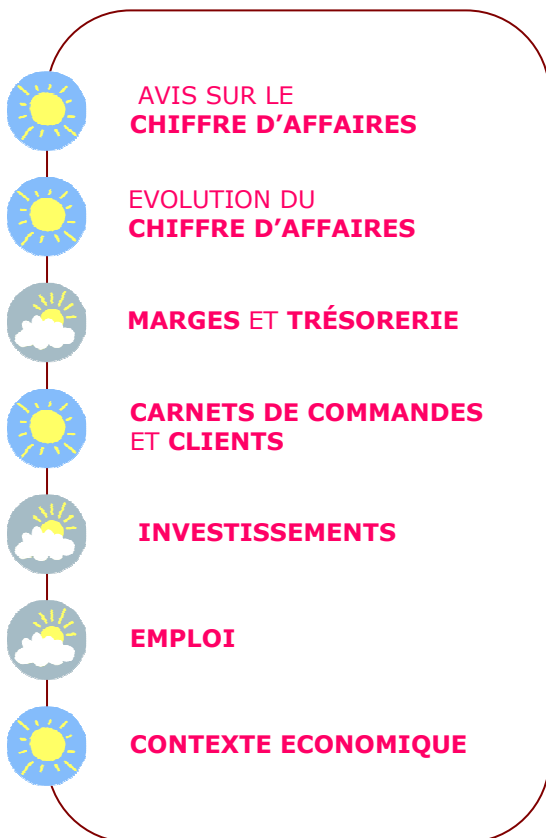 AVIS SUR LE
CHIFFRE D’AFFAIRES
EVOLUTION DU
CHIFFRE D’AFFAIRES
MARGES ET TRÉSORERIE
CARNETS DE COMMANDES
ET CLIENTS
INVESTISSEMENTS
EMPLOI
CONTEXTE ECONOMIQUE